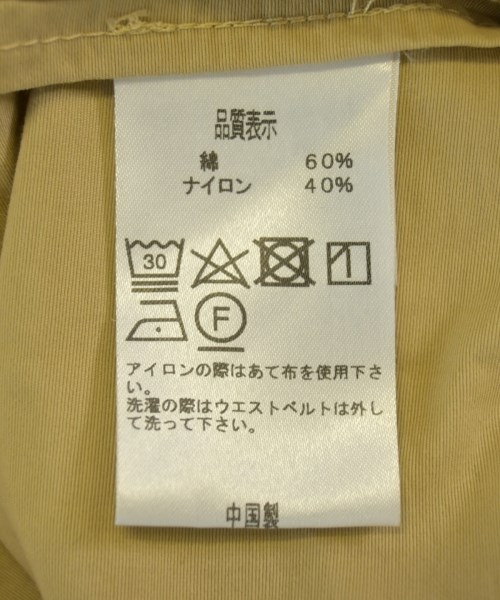 品質表示
綿 60%
ナイロン 40%
30
F
アイロンの際はあて布を使用下さ
い。
洗濯の際はウエストベルトは外し
て洗って下さい。
中国製